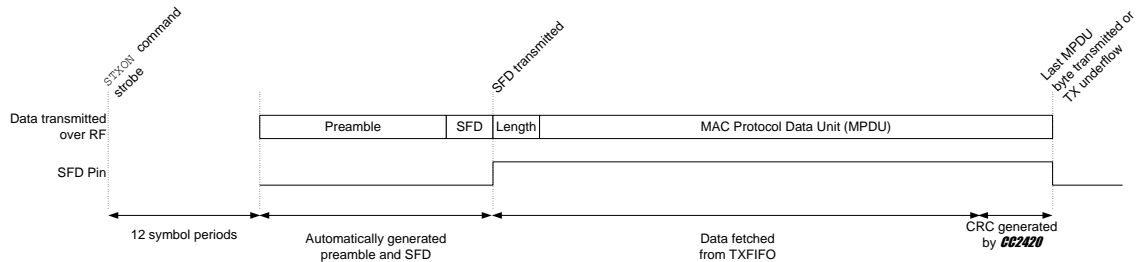 STXON command
strobe
SFD transmitted
Last MPDU
byte transmitted or
TX underflow
Data transmitted
over RF
Preamble
SFD
Length
MAC Protocol Data Unit (MPDU)
SFD Pin
12 symbol periods
Automatically generated
preamble and SFD
Data fetched
from TXFIFO
CRC generated
by CC2420